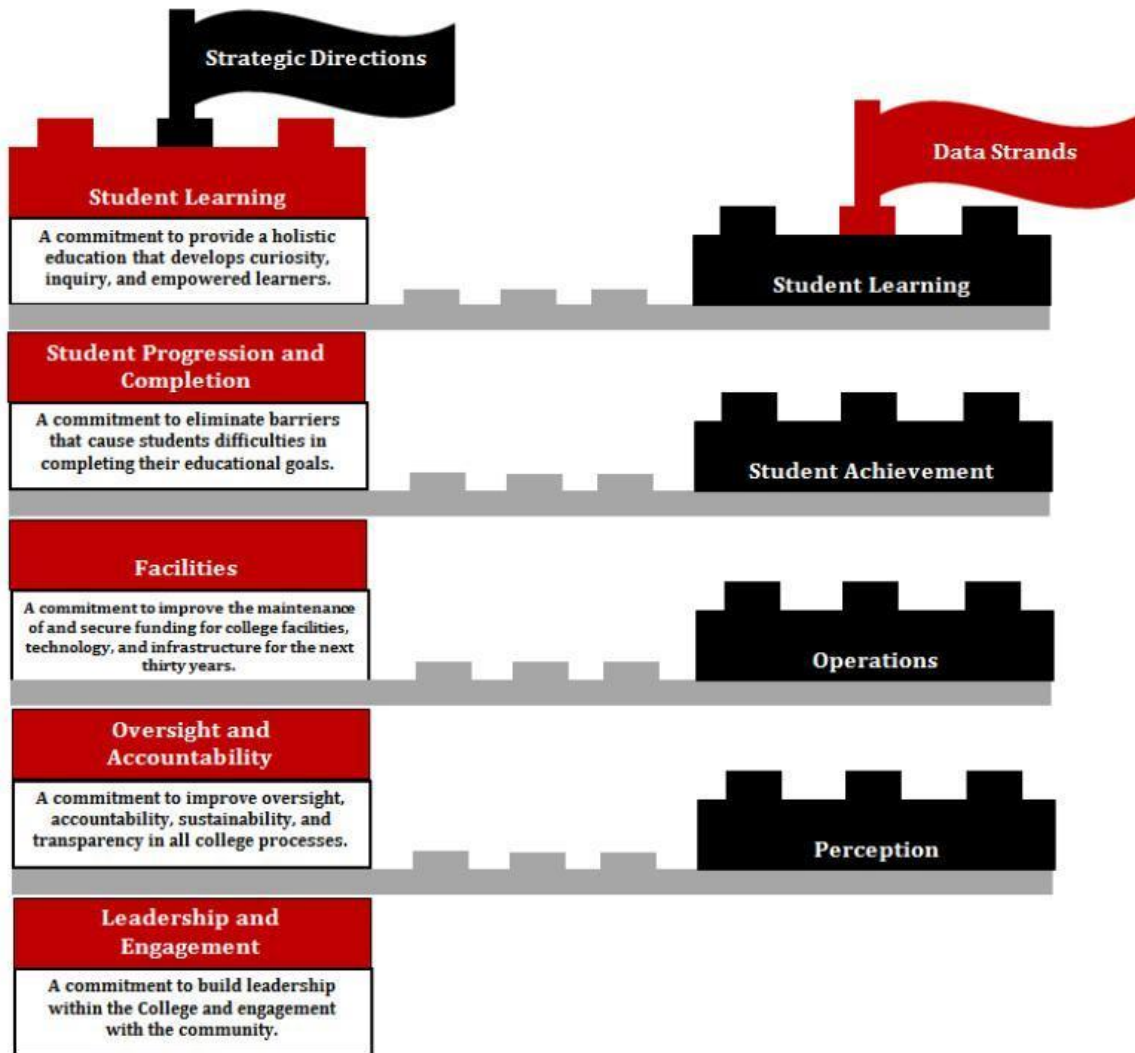 Strategic Directions
Data Strands
Student Learning
A commitment to provide a holistic
education that develops curiosity,
inquiry, and empowered learners.
Student Learning
Student Progression and
Completion
A commitment to eliminate barriers
that cause students difficulties in
completing their educational goals.
Student Achievement
Facilities
A commitment to improve the maintenance
of and secure funding for college facilities,
technology, and infrastructure for the next
thirty years.
Operations
Oversight and
Accountability
A commitment to improve oversight,
accountability, sustainability, and
transparency in all college processes.
Perception
Leadership and
Engagement
A commitment to build leadership
within the College and engagement
with the community.